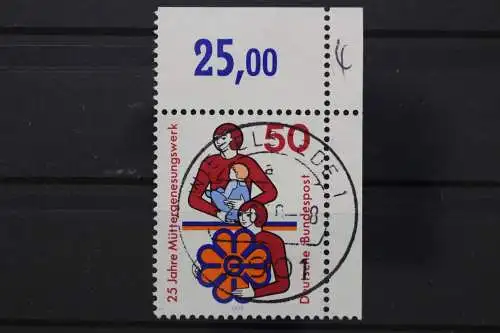 25,00
50
25 Jahre Müttergenesungswerk
Deutsche Bundespost